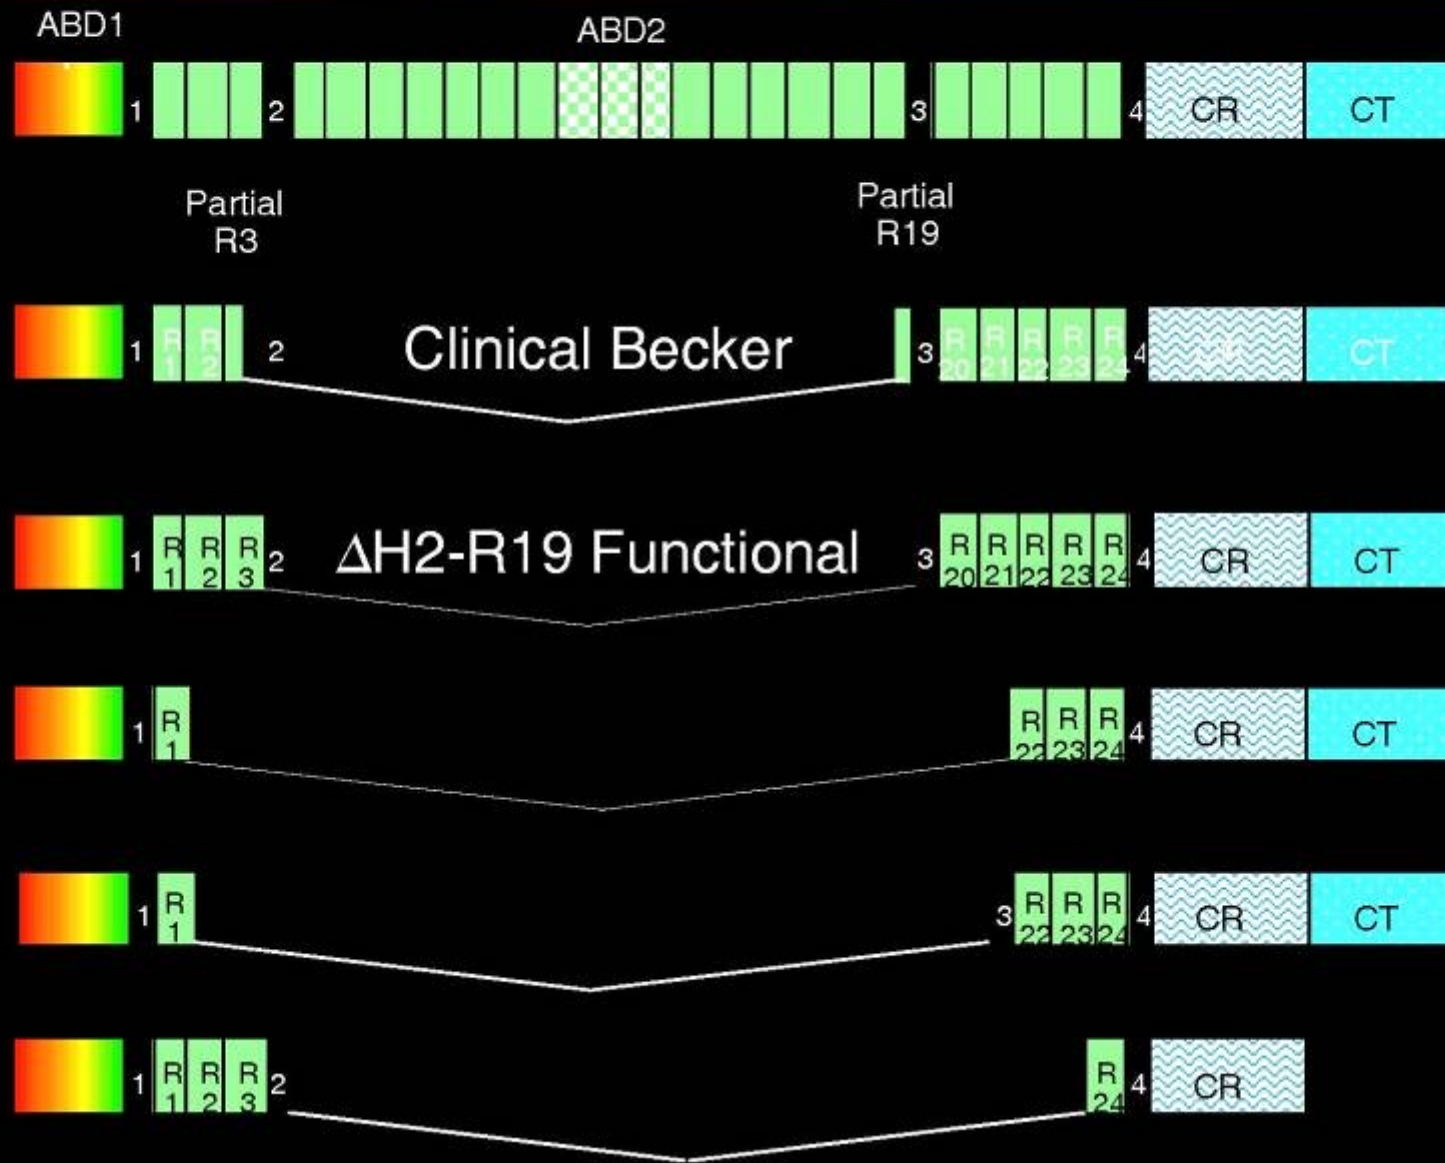 ABD1
ABD2
1 2 3 4 CR CT
Partial
R3
Partial
R19
1 R1 R2 2 Clinical Becker 3 R20 R21 R22 R23 R24 4 CR CT
1 R1 R2 R3 2 ΔH2-R19 Functional 3 R20 R21 R22 R23 R24 4 CR CT
1 R1 R22 R23 R24 4 CR CT
1 R1 3 R22 R23 R24 4 CR CT
1 R1 R2 R3 2 R24 4 CR